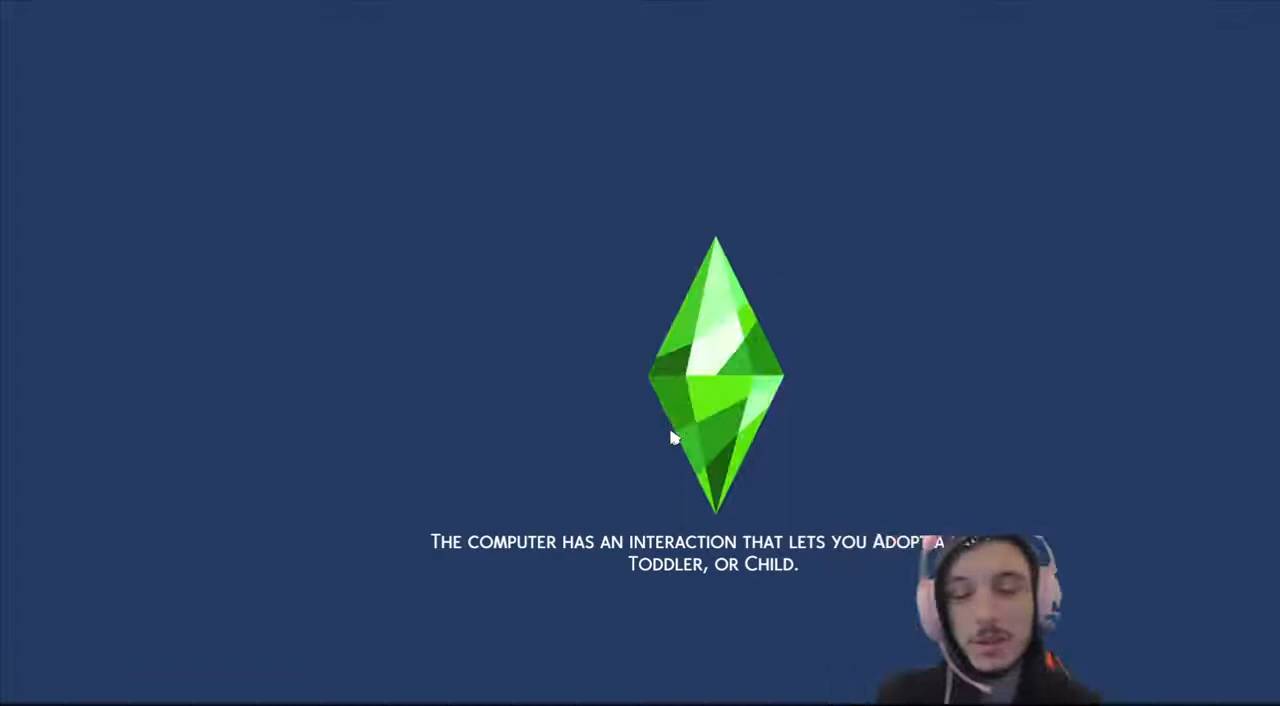 The computer has an interaction that lets you Adopt a
Toddler, or Child.